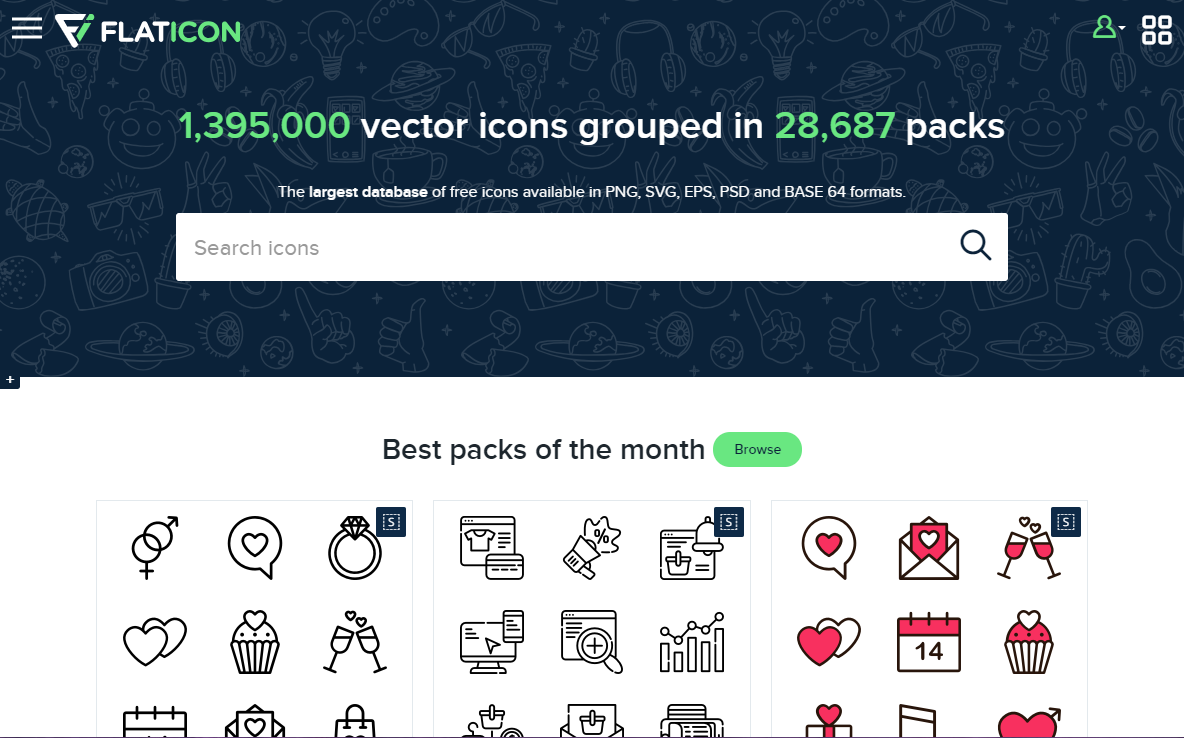 FLATICON
1,395,000 vector icons grouped in 28,687 packs
The largest database of free icons available in PNG, SVG, EPS, PSD and BASE 64 formats.
Search icons
+
Best packs of the month
Browse
S
S
S
%
14